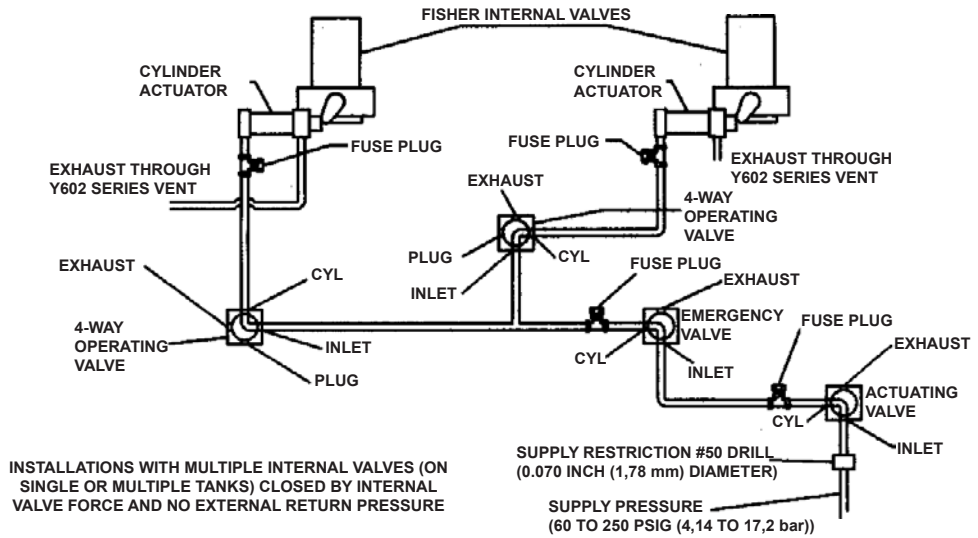 FISHER INTERNAL VALVES
CYLINDER
ACTUATOR
CYLINDER
ACTUATOR
FUSE PLUG
FUSE PLUG
EXHAUST THROUGH
Y602 SERIES VENT
EXHAUST THROUGH
Y602 SERIES VENT
EXHAUST
4-WAY
OPERATING
VALVE
PLUG
CYL
INLET
EXHAUST
CYL
FUSE PLUG
EXHAUST
4-WAY
OPERATING
VALVE
INLET
PLUG
EMERGENCY
VALVE
CYL
INLET
FUSE PLUG
EXHAUST
ACTUATING
VALVE
CYL
INLET
SUPPLY RESTRICTION #50 DRILL
(0.070 INCH (1,78 mm) DIAMETER)
SUPPLY PRESSURE
(60 TO 250 PSIG (4,14 TO 17,2 bar))
INSTALLATIONS WITH MULTIPLE INTERNAL VALVES (ON
SINGLE OR MULTIPLE TANKS) CLOSED BY INTERNAL
VALVE FORCE AND NO EXTERNAL RETURN PRESSURE